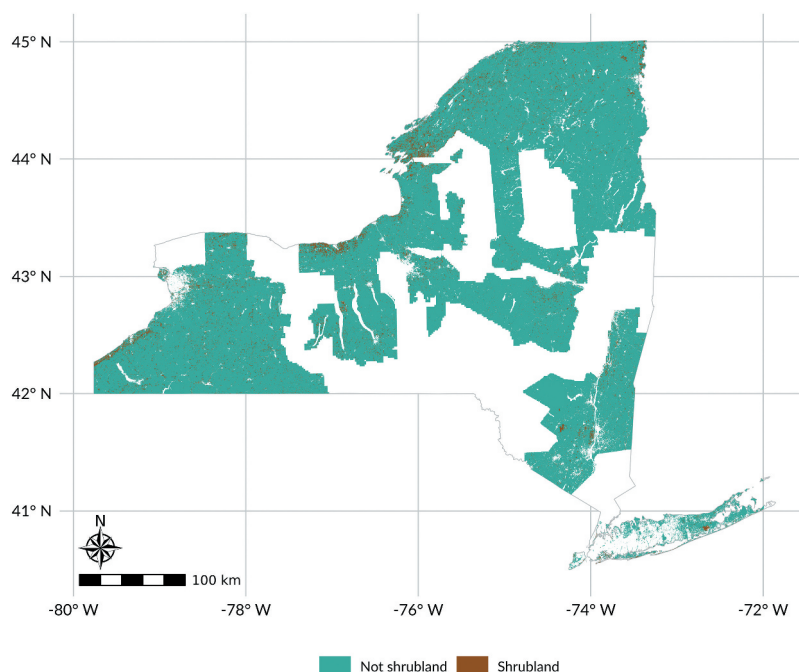 45° N
44° N
43° N
42° N
41° N
N
100 km
-80° W
-78° W
-76° W
-74° W
-72° W
Not shrubland
Shrubland